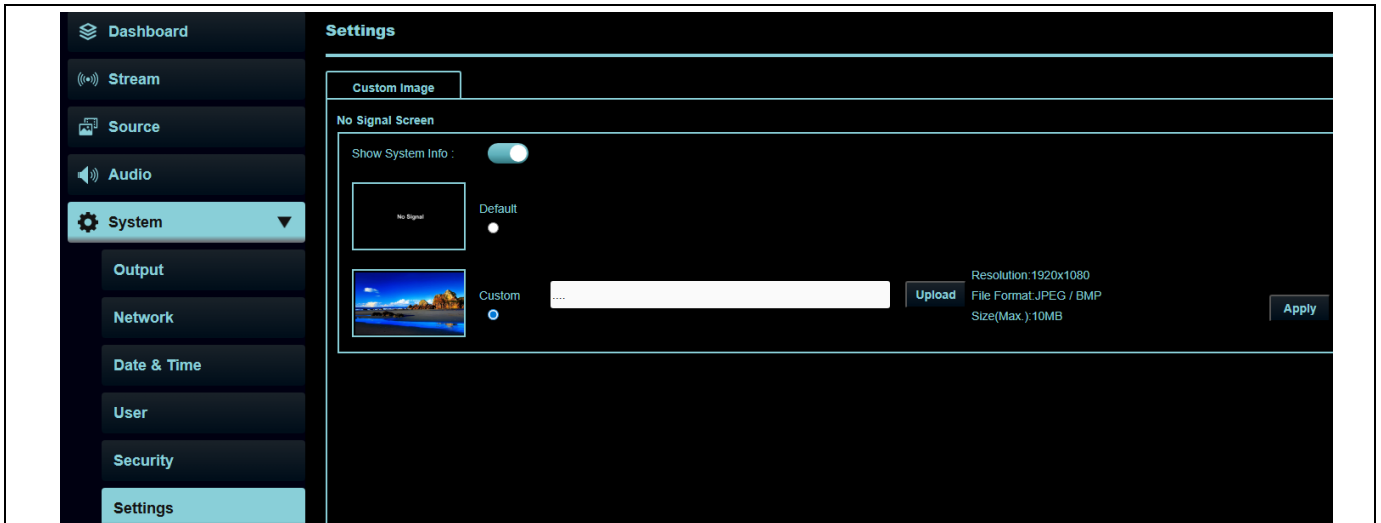 Dashboard
Stream
Source
Audio
System
Output
Network
Date & Time
User
Security
Settings
Settings
Custom Image
No Signal Screen
Show System Info :
No Signal
Default
Custom
....
Upload
Resolution:1920x1080
File Format:JPEG / BMP
Size(Max.):10MB
Apply